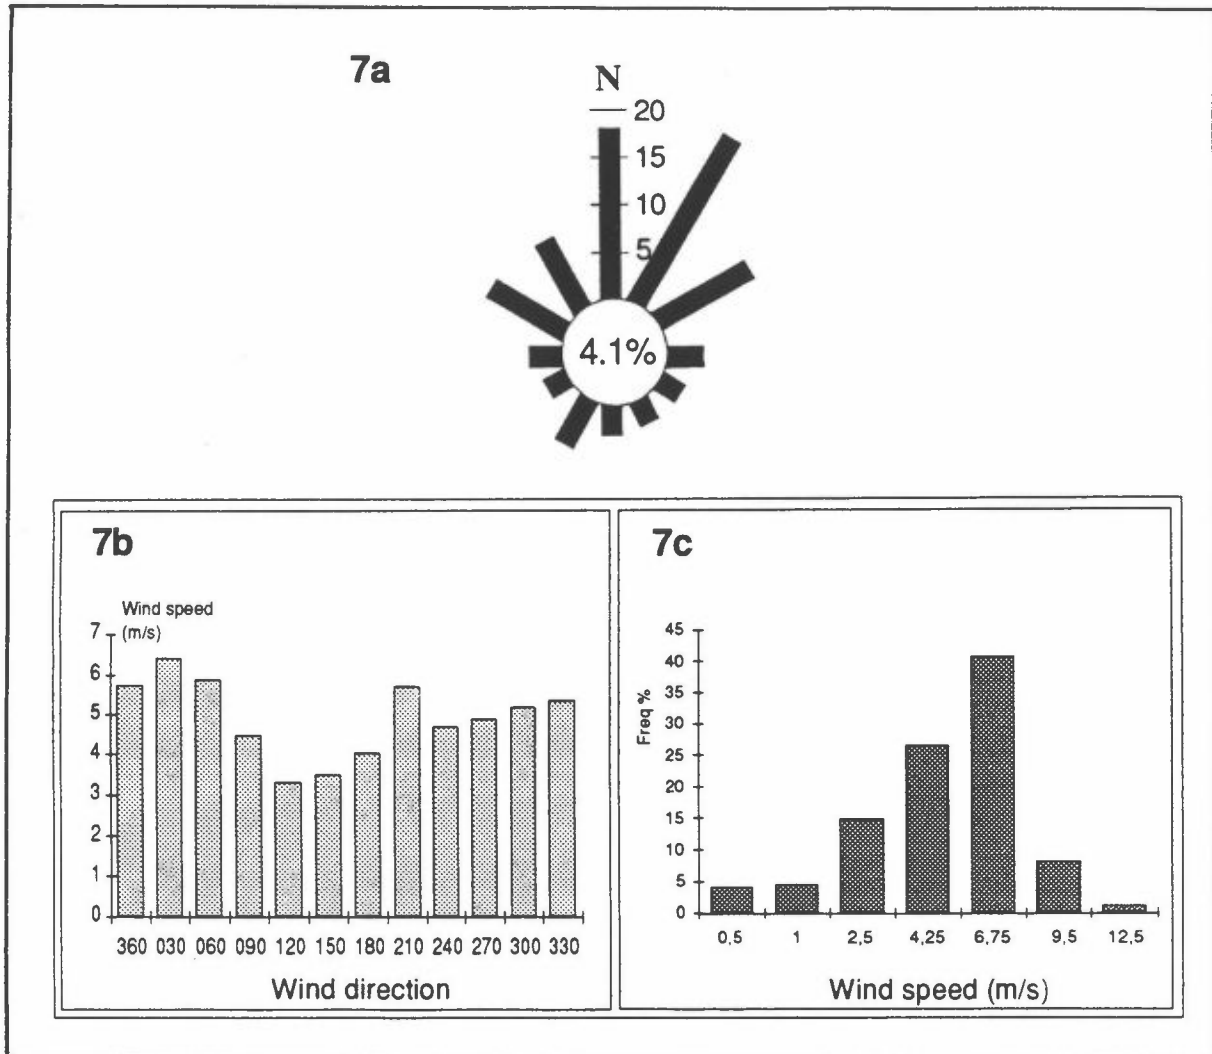 7a
N
20
15
10
5
4.1%
7b
Wind speed
(m/s)
7
6
5
4
3
2
1
0
360 030 060 090 120 150 180 210 240 270 300 330
Wind direction
7c
Freq %
45
40
35
30
25
20
15
10
5
0
0,5 1 2,5 4,25 6,75 9,5 12,5
Wind speed (m/s)